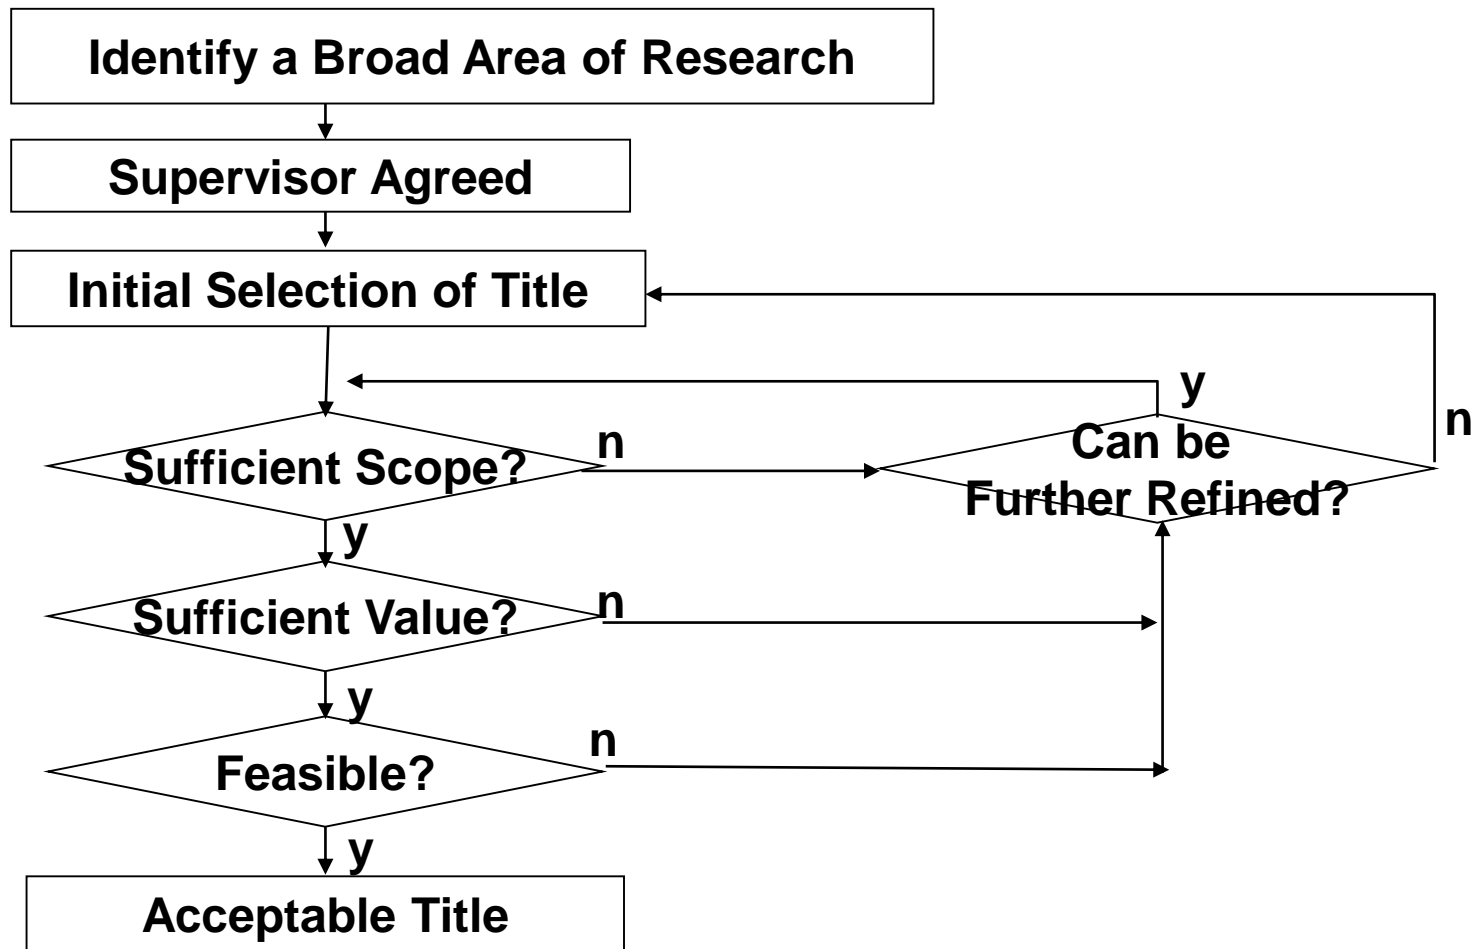 Identify a Broad Area of Research
Supervisor Agreed
Initial Selection of Title
y
n
Sufficient Scope?
n
Can be
Further Refined?
y
Sufficient Value?
n
y
Feasible?
n
y
Acceptable Title